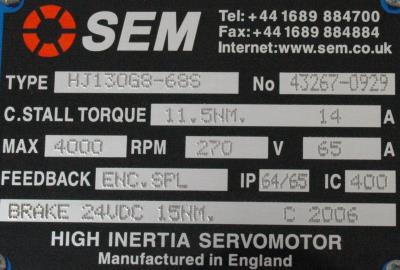 SEM
Tel:+44 1689 884700
Fax:+44 1689 884884
Internet:www.sem.co.uk
TYPE HJ130G8-68S No 43267-0929
C.STALL TORQUE 11.5NM. 14 A
MAX 4000 RPM 270 V 65 A
FEEDBACK ENC.SPL IP 64/65 IC 400
BRAKE 24VDC 15NM. C 2006
HIGH INERTIA SERVOMOTOR
Manufactured in England